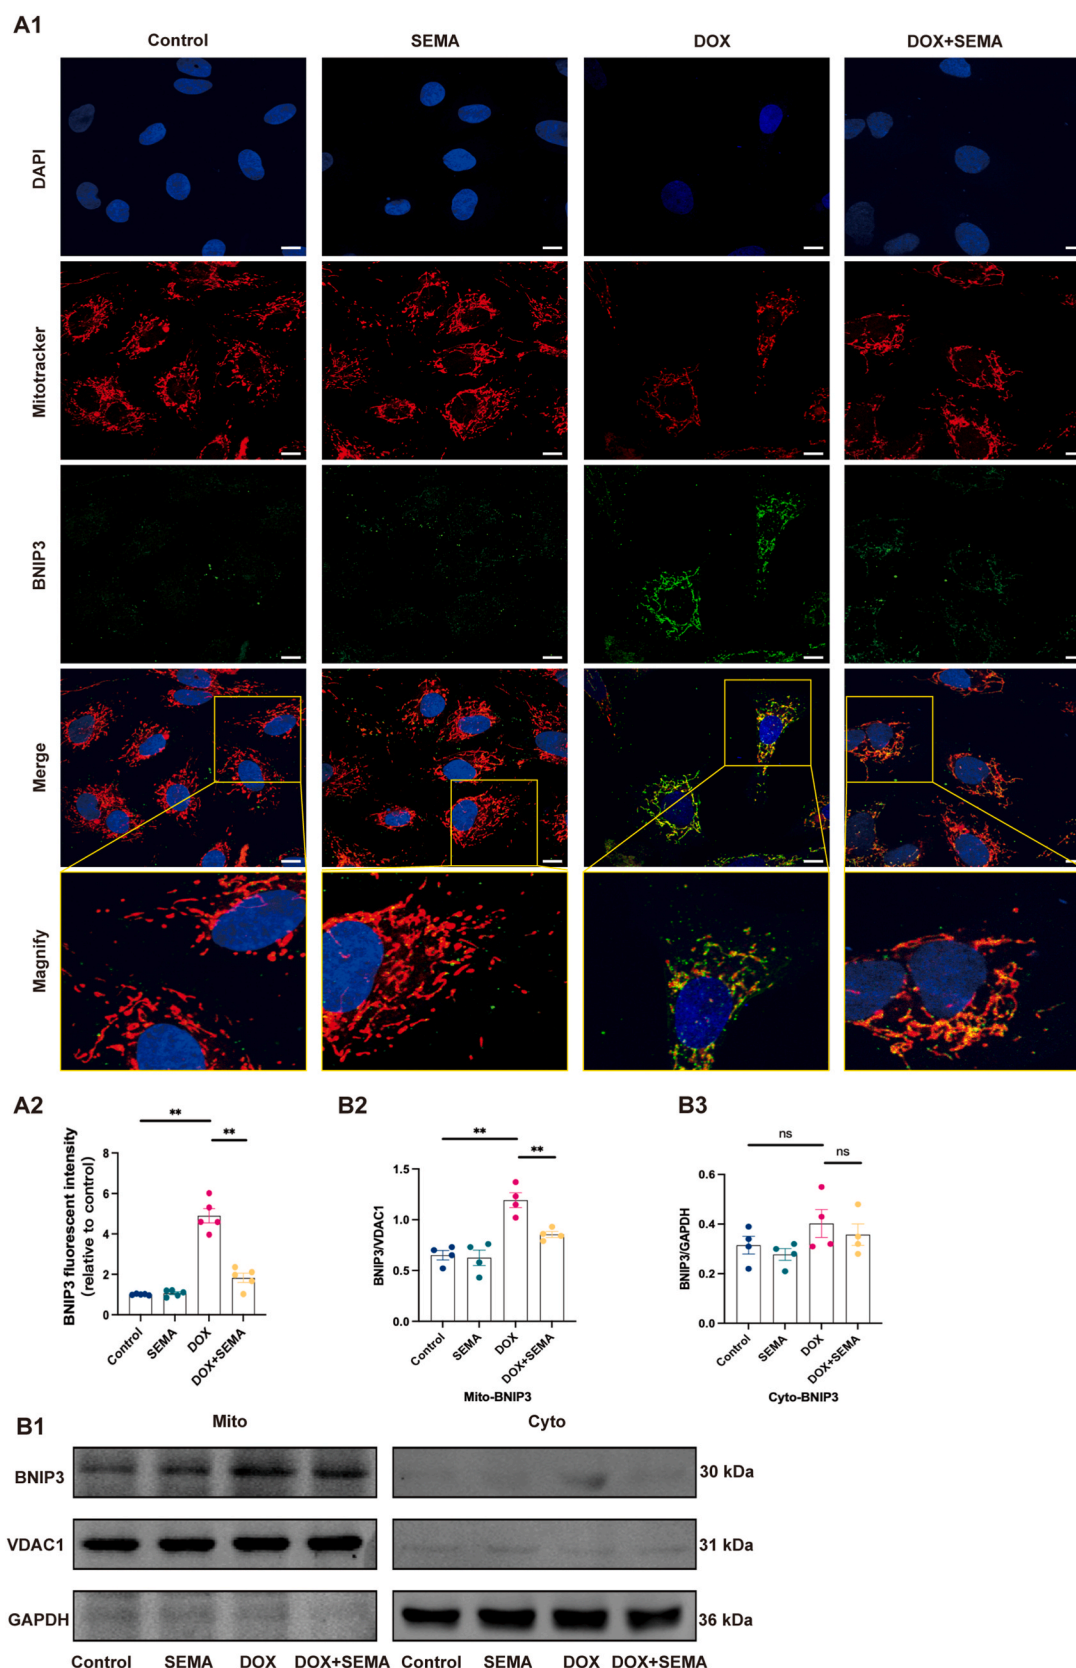 A1
Control SEMA DOX DOX+SEMA
DAPI
Mitotracker
BNIP3
Merge
Magnify
A2
BNIP3 fluorescent intensity
(relative to control)
** **
8
6
4
2
0
Control SEMA DOX DOX+SEMA
B2
BNIP3/VDAC1
** **
1.5
1.0
0.5
0.0
Control SEMA DOX DOX+SEMA
Mito-BNIP3
B3
BNIP3/GAPDH
ns ns
0.6
0.4
0.2
0.0
Control SEMA DOX DOX+SEMA
Cyto-BNIP3
B1
Mito Cyto
BNIP3 30 kDa
VDAC1 31 kDa
GAPDH 36 kDa
Control SEMA DOX DOX+SEMA Control SEMA DOX DOX+SEMA